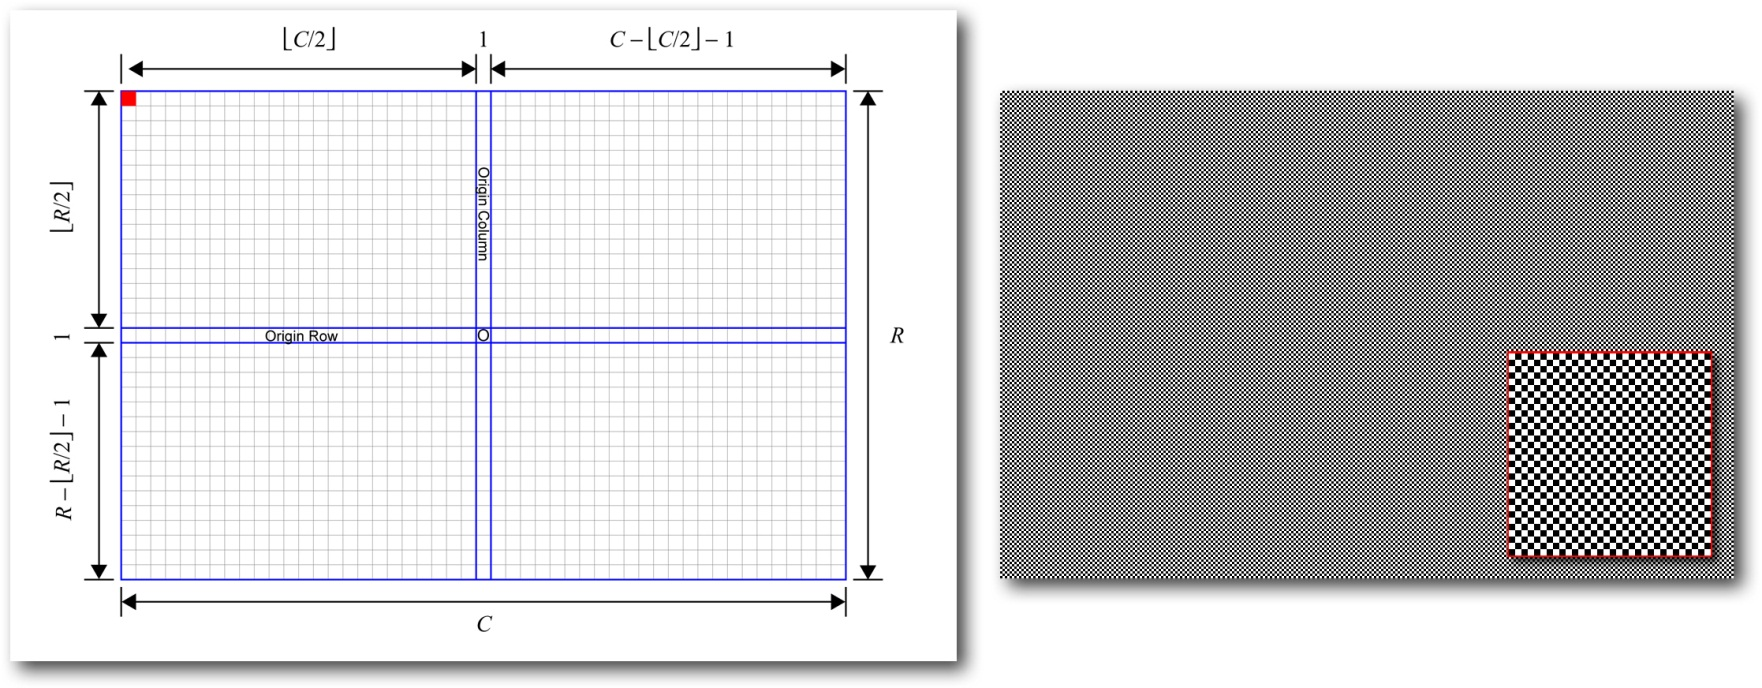 ⌊C/2⌋
1
C – ⌊C/2⌋ – 1
⌊R/2⌋
Origin Column
1
Origin Row
O
R
R – ⌊R/2⌋ – 1
C